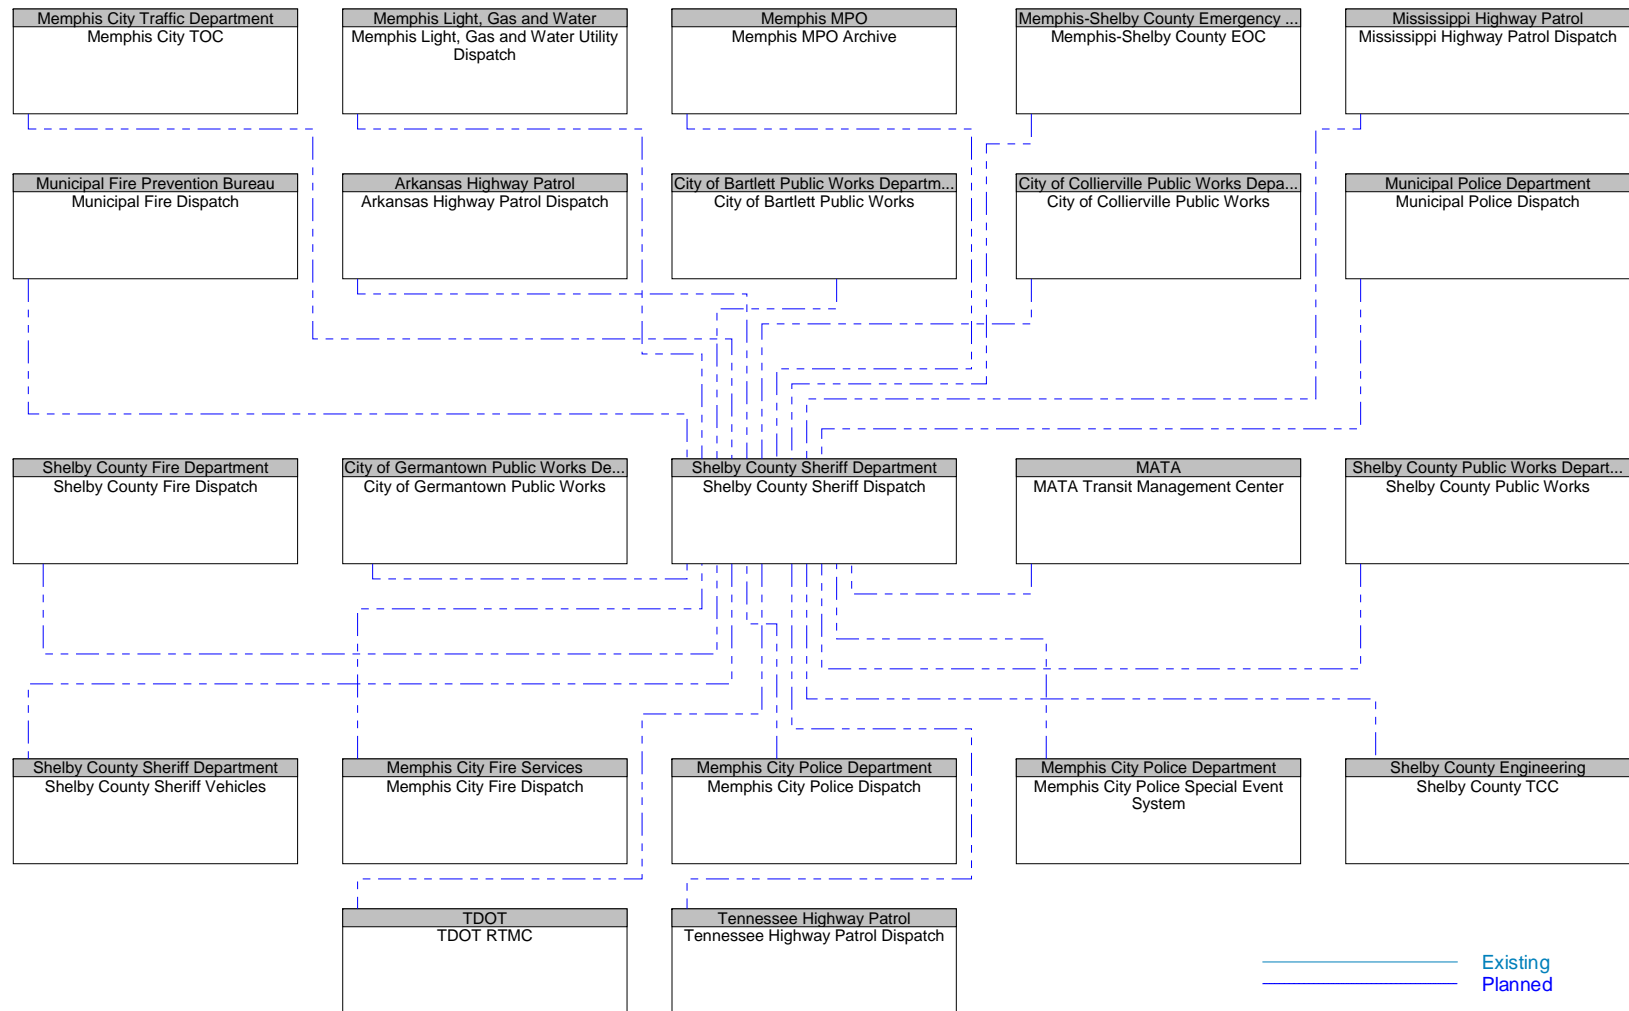 Memphis City Traffic Department
Memphis City TOC
Memphis Light, Gas and Water
Memphis Light, Gas and Water Utility
Dispatch
Memphis MPO
Memphis MPO Archive
Memphis-Shelby County Emergency ...
Memphis-Shelby County EOC
Mississippi Highway Patrol
Mississippi Highway Patrol Dispatch
Municipal Fire Prevention Bureau
Municipal Fire Dispatch
Arkansas Highway Patrol
Arkansas Highway Patrol Dispatch
City of Bartlett Public Works Departm...
City of Bartlett Public Works
City of Collierville Public Works Depa...
City of Collierville Public Works
Municipal Police Department
Municipal Police Dispatch
Shelby County Fire Department
Shelby County Fire Dispatch
City of Germantown Public Works De...
City of Germantown Public Works
Shelby County Sheriff Department
Shelby County Sheriff Dispatch
MATA
MATA Transit Management Center
Shelby County Public Works Depart...
Shelby County Public Works
Shelby County Sheriff Department
Shelby County Sheriff Vehicles
Memphis City Fire Services
Memphis City Fire Dispatch
Memphis City Police Department
Memphis City Police Dispatch
Memphis City Police Department
Memphis City Police Special Event
System
Shelby County Engineering
Shelby County TCC
TDOT
TDOT RTMC
Tennessee Highway Patrol
Tennessee Highway Patrol Dispatch
Existing
Planned